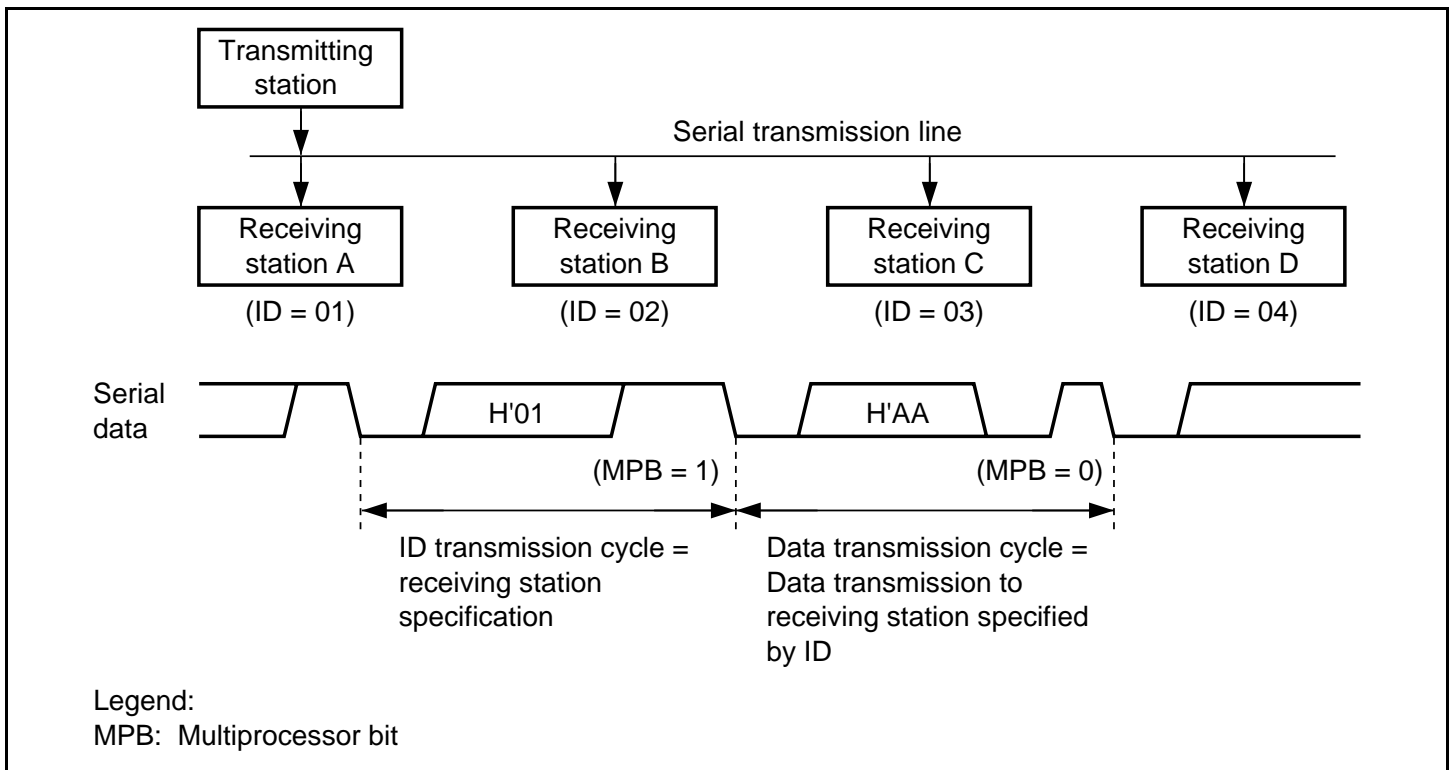 Transmitting
station
Serial transmission line
Receiving
station A
(ID = 01)
Receiving
station B
(ID = 02)
Receiving
station C
(ID = 03)
Receiving
station D
(ID = 04)
Serial
data
H'01
H'AA
(MPB = 1)
(MPB = 0)
ID transmission cycle =
receiving station
specification
Data transmission cycle =
Data transmission to
receiving station specified
by ID
Legend:
MPB: Multiprocessor bit